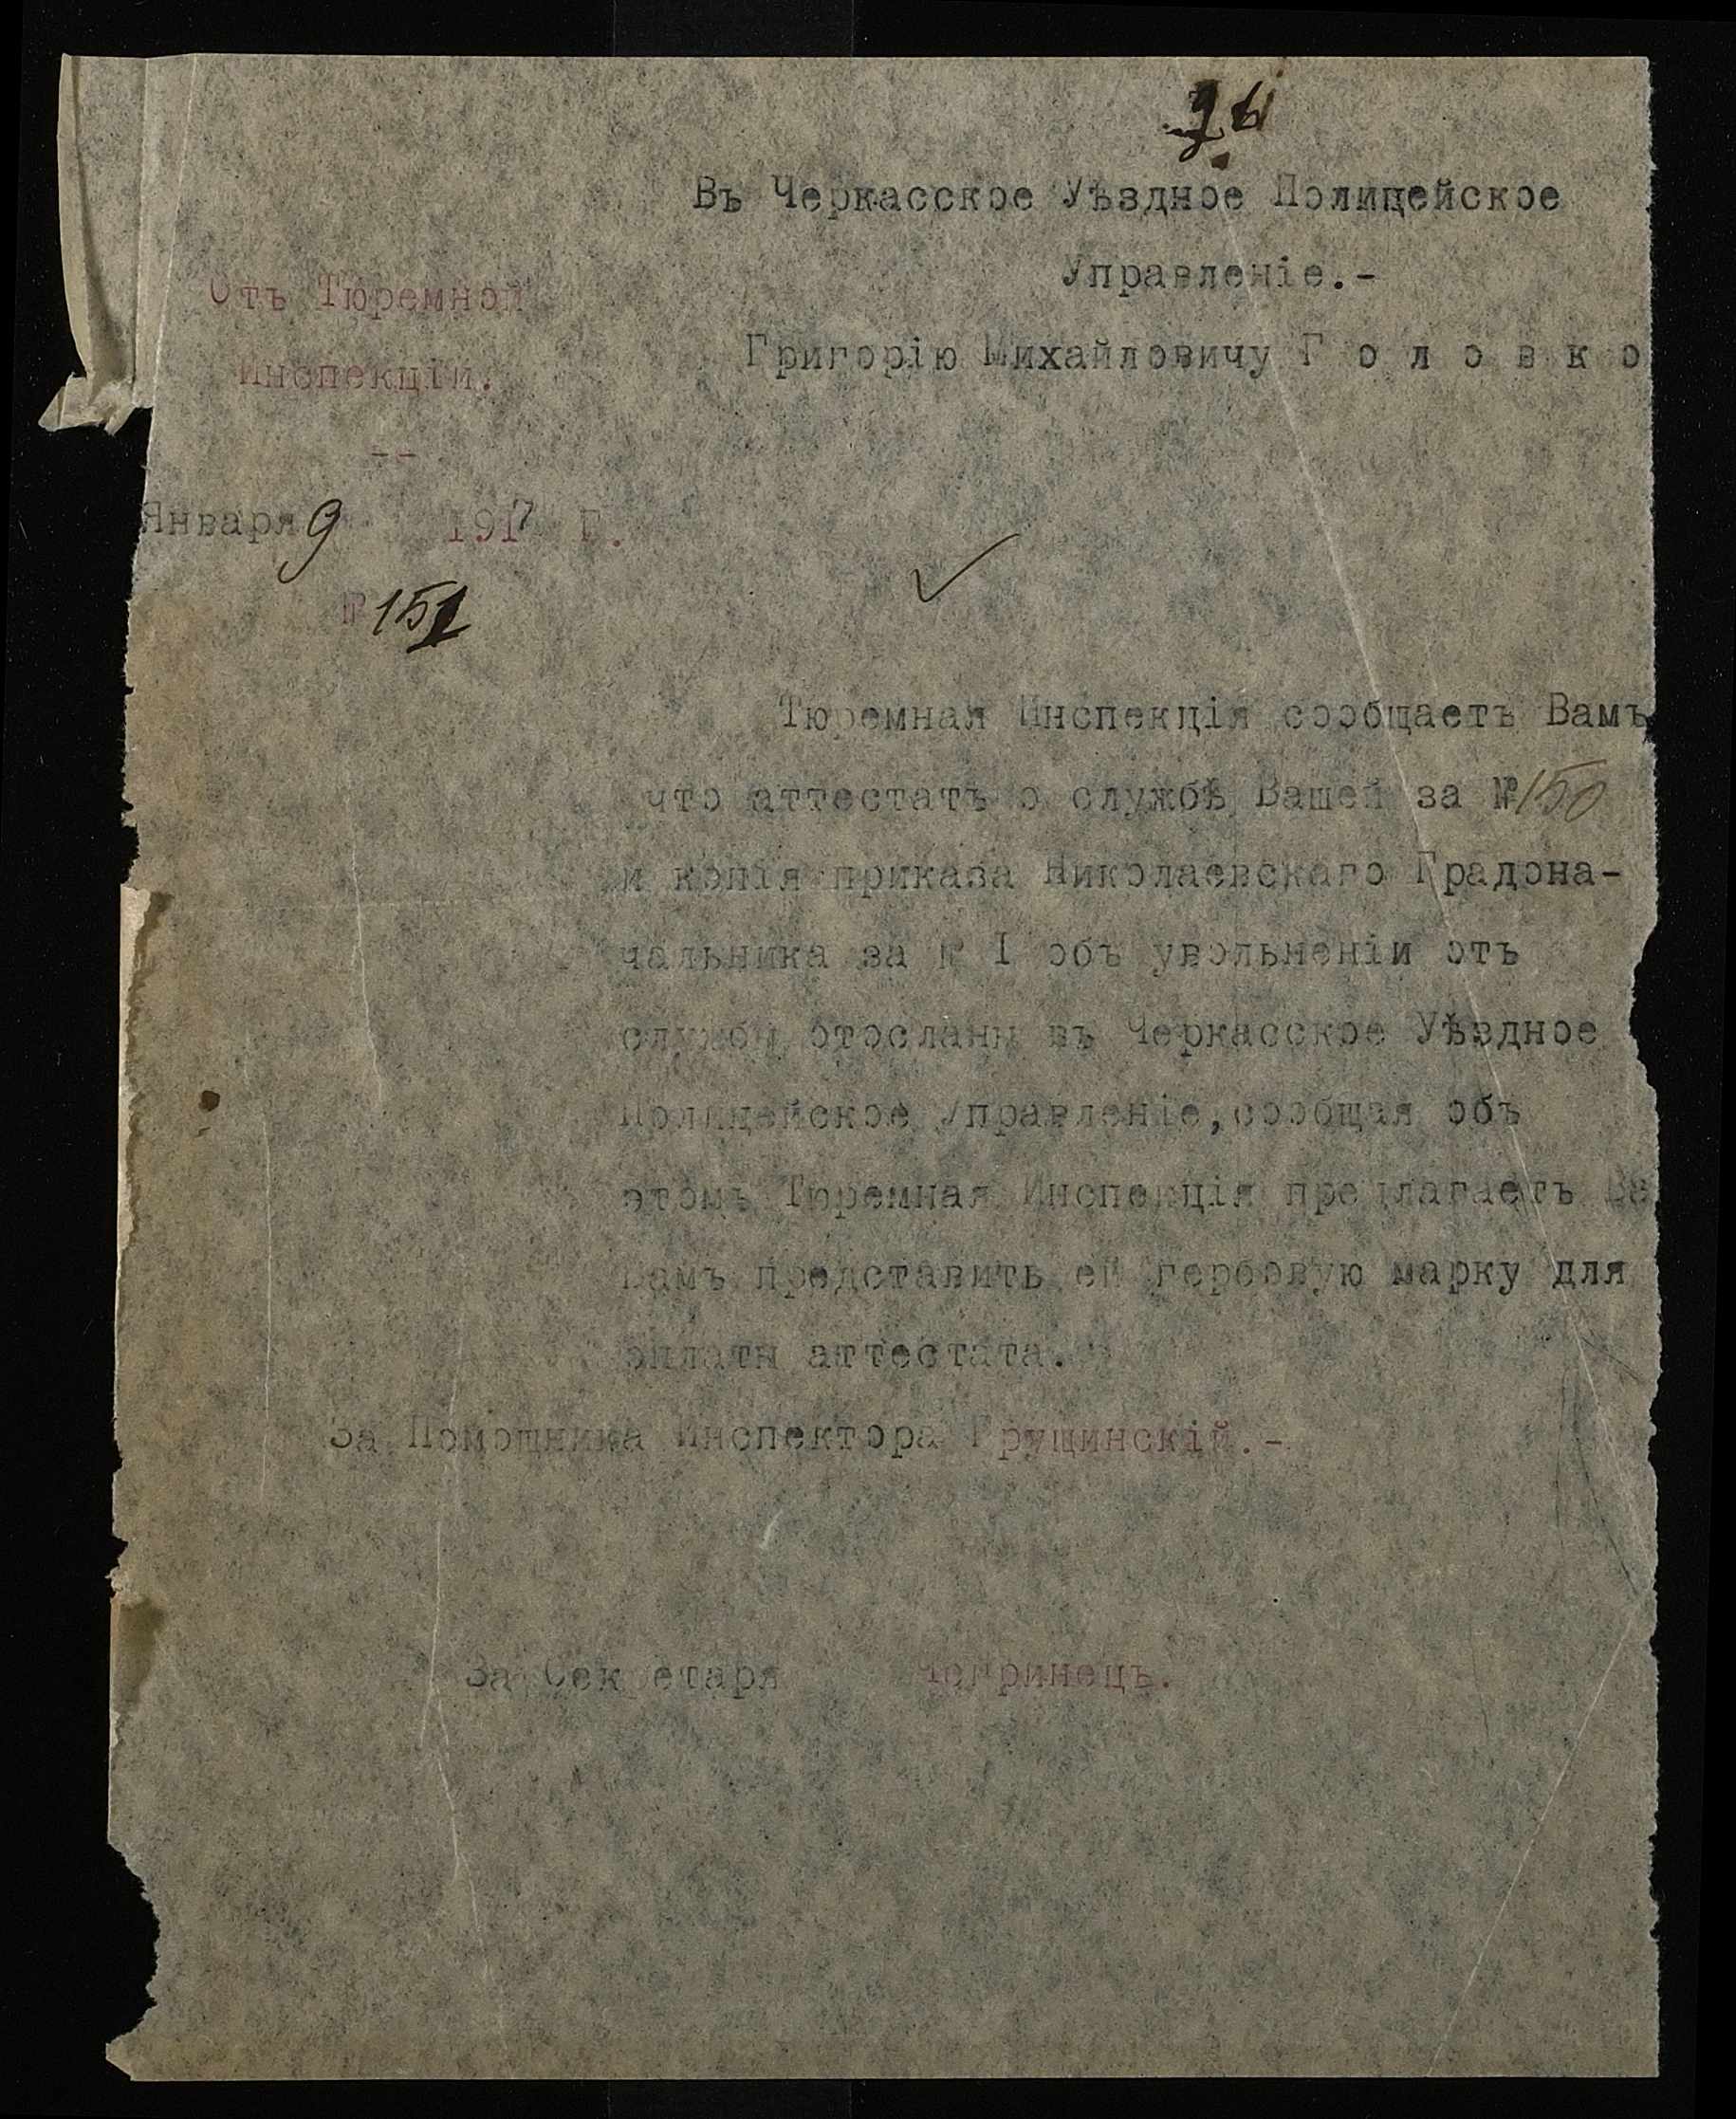 Въ Черкасское Уѣздное Полицейское
Управленіе.-
Григорію Михайловичу Г о л о в к о
Отъ Тюремной
Инспекціи.
--
Января 9 1917 Г.
№ 151
Тюремная Инспекція сообщаетъ Вамъ
что аттестатъ о службѣ Вашей за № 150
и копія приказа Николаевскаго Градона-
чальника за № I объ увольненіи отъ
службы отосланы въ Черкасское Уѣздное
Полицейское Управленіе,сообщая объ
этомъ Тюремная Инспекція предлагаетъ Ва
Вамъ представить ей гербовую марку для
оплаты аттестата.
За Помощника Инспектора Грущинскій.-
За Секретаря